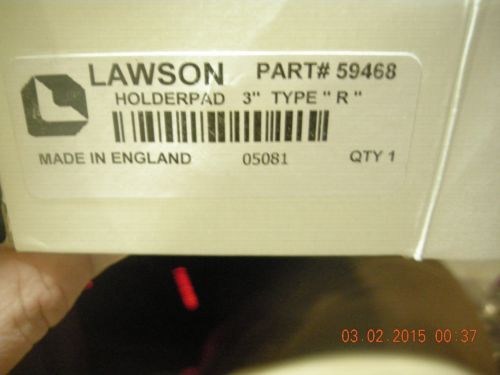 LAWSON PART# 59468
HOLDERPAD 3" TYPE " R "
MADE IN ENGLAND 05081 QTY 1
03.02.2015 00:37